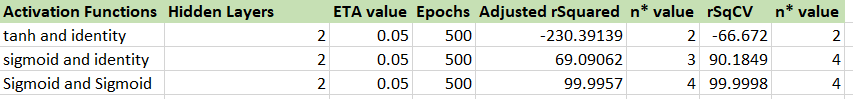 Activation Functions Hidden Layers ETA value Epochs Adjusted rSquared n* value rSqCV n* value
tanh and identity 2 0.05 500 -230.39139 2 -66.672 2
sigmoid and identity 2 0.05 500 69.09062 3 90.1849 4
Sigmoid and Sigmoid 2 0.05 500 99.9957 4 99.9998 4